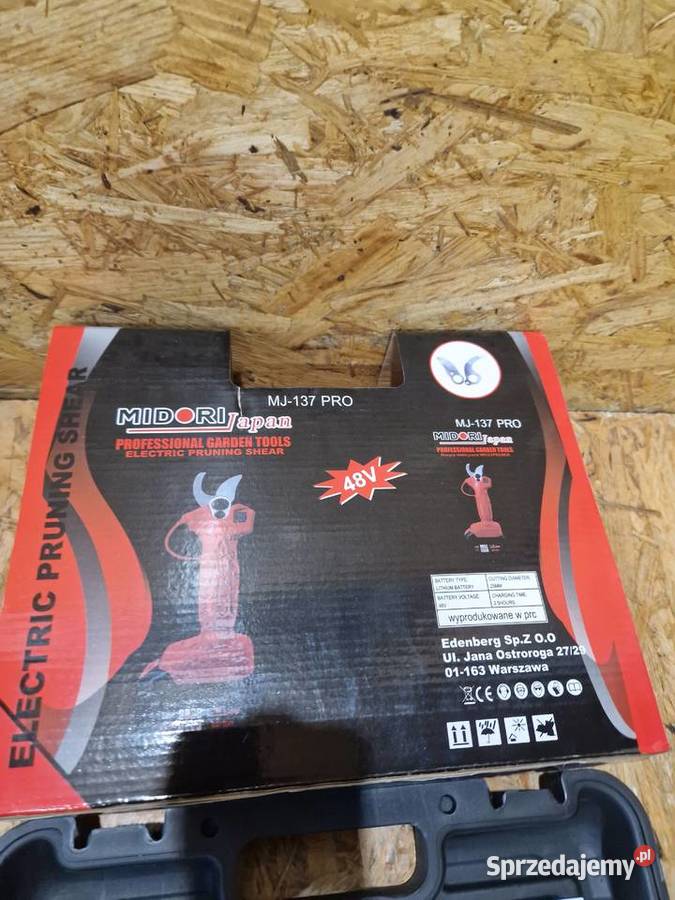 MJ-137 PRO
MIDORI Japan
PROFESSIONAL GARDEN TOOLS
ELECTRIC PRUNING SHEAR
48V
ELECTRIC PRUNING SHEAR
MJ-137 PRO
MIDORI Japan
PROFESSIONAL GARDEN TOOLS
BATTERY TYPE: CUTTING DIAMETER:
LITHIUM BATTERY 25MM
BATTERY VOLTAGE: CHARGING TIME:
48V
wyprodukowane w prc
Edenberg Sp.Z O.O
Ul. Jana Ostroroga 27/29
01-163 Warszawa
CE
Sprzedajemy.pl